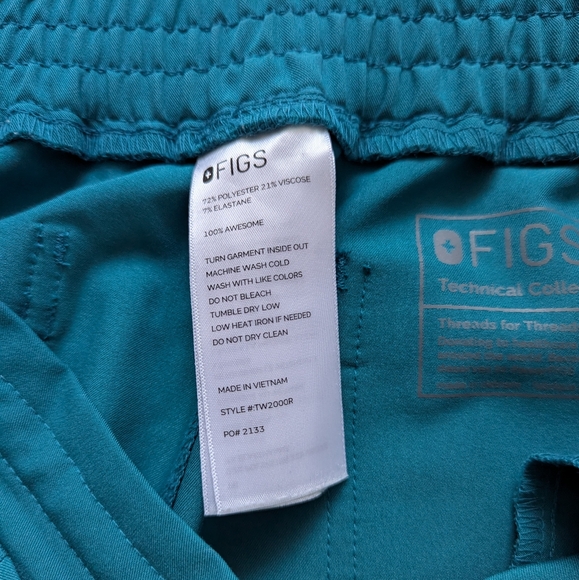 FIGS
72% POLYESTER 21% VISCOSE
7% ELASTANE
100% AWESOME
TURN GARMENT INSIDE OUT
MACHINE WASH COLD
WASH WITH LIKE COLORS
DO NOT BLEACH
TUMBLE DRY LOW
LOW HEAT IRON IF NEEDED
DO NOT DRY CLEAN
MADE IN VIETNAM
STYLE #:TW2000R
PO# 2133
FIGS
Technical Colle
Threads for Thread